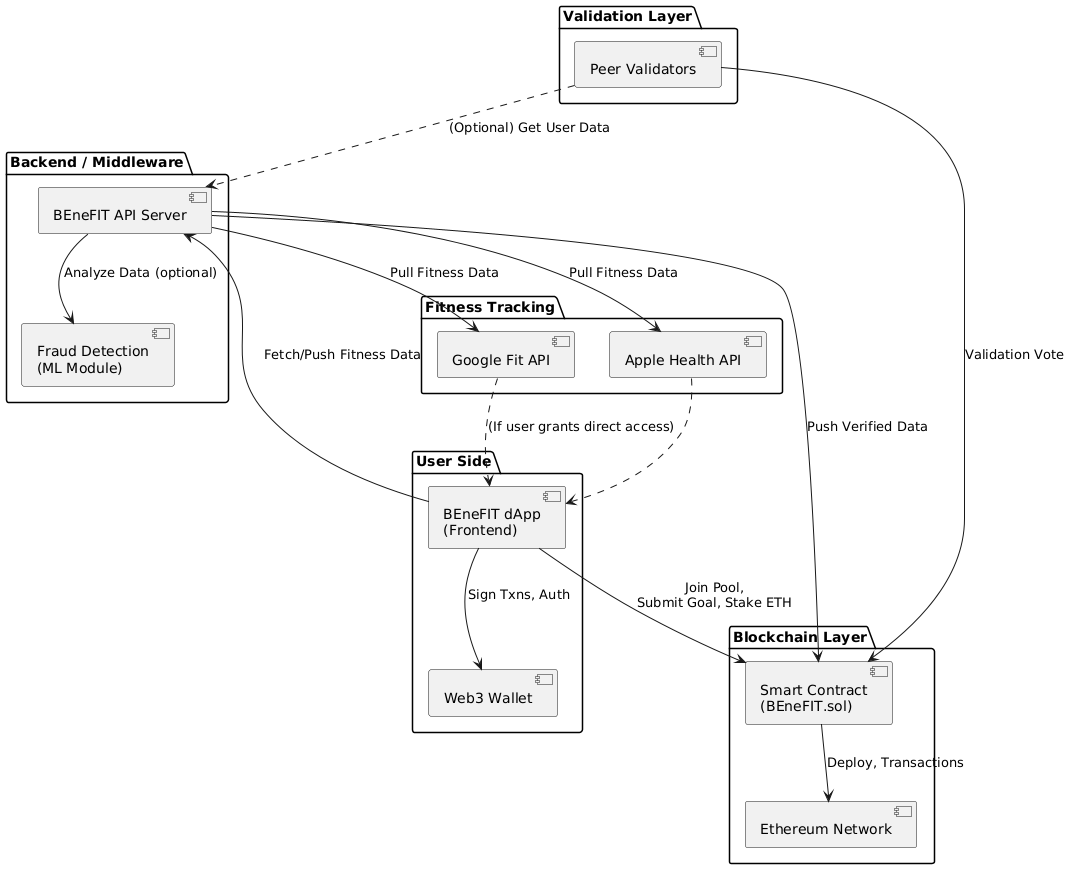 Validation Layer
Peer Validators
(Optional) Get User Data
Backend / Middleware
BEneFIT API Server
Analyze Data (optional)
Pull Fitness Data
Pull Fitness Data
Fitness Tracking
Fraud Detection
(ML Module)
Fetch/Push Fitness Data
Google Fit API
Apple Health API
Validation Vote
(If user grants direct access)
Push Verified Data
User Side
BEneFIT dApp
(Frontend)
Sign Txns, Auth
Join Pool,
Submit Goal, Stake ETH
Blockchain Layer
Web3 Wallet
Smart Contract
(BEneFIT.sol)
Deploy, Transactions
Ethereum Network